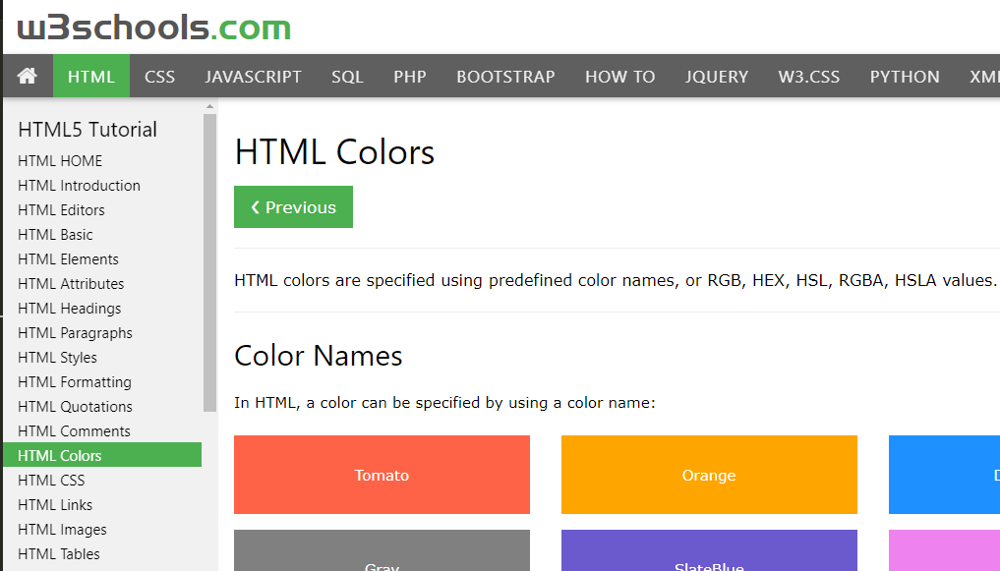 w3schools.com
HTML CSS JAVASCRIPT SQL PHP BOOTSTRAP HOW TO JQUERY W3.CSS PYTHON
HTML5 Tutorial
HTML HOME
HTML Introduction
HTML Editors
HTML Basic
HTML Elements
HTML Attributes
HTML Headings
HTML Paragraphs
HTML Styles
HTML Formatting
HTML Quotations
HTML Comments
HTML Colors
HTML CSS
HTML Links
HTML Images
HTML Tables
HTML Colors
❮ Previous
HTML colors are specified using predefined color names, or RGB, HEX, HSL, RGBA, HSLA values.
Color Names
In HTML, a color can be specified by using a color name:
Tomato Orange
Gray SlateBlue